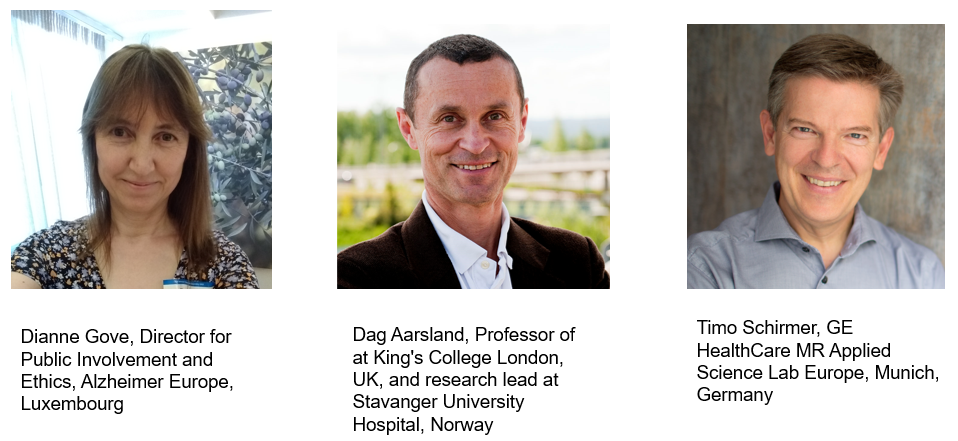 Dianne Gove, Director for
Public Involvement and
Ethics, Alzheimer Europe,
Luxembourg
Dag Aarsland, Professor of
at King's College London,
UK, and research lead at
Stavanger University
Hospital, Norway
Timo Schirmer, GE
HealthCare MR Applied
Science Lab Europe, Munich,
Germany